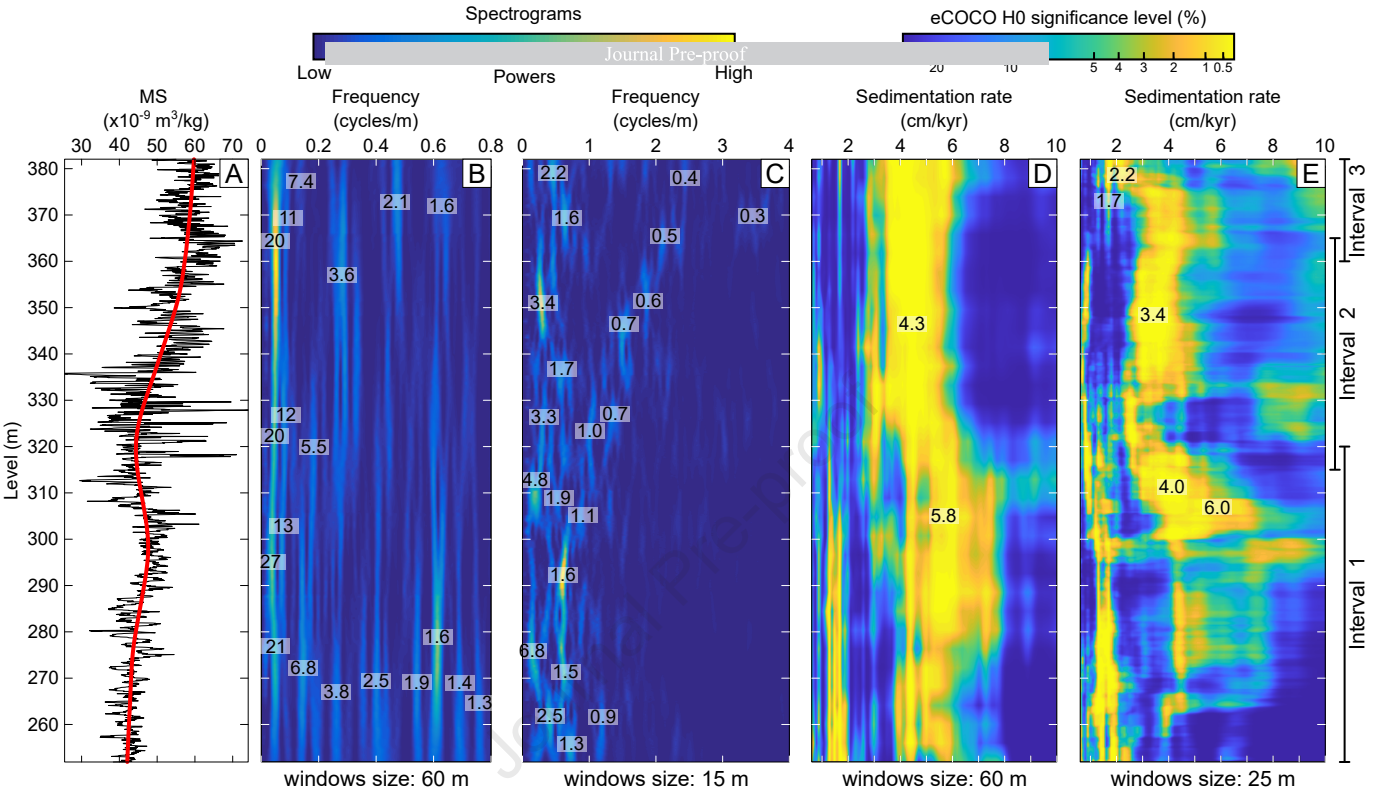 Spectrograms
eCOCO H0 significance level (%)
Journal Pre-proof
Low
Powers
High
20 10 5 4 3 2 1 0.5
MS
(x10-9 m3/kg)
Frequency
(cycles/m)
Frequency
(cycles/m)
Sedimentation rate
(cm/kyr)
Sedimentation rate
(cm/kyr)
30 40 50 60 70
0 0.2 0.4 0.6 0.8
0 1 2 3 4
2 4 6 8 10
2 4 6 8 10
A
B
C
D
E
Level (m)
380
370
360
350
340
330
320
310
300
290
280
270
260
7.4
2.1
1.6
11
20
3.6
12
20
5.5
13
27
21
1.6
6.8
3.8
2.5
1.9
1.4
1.3
2.2
0.4
1.6
0.3
0.5
3.4
0.6
0.7
1.7
3.3
0.7
1.0
4.8
1.9
1.1
1.6
6.8
1.5
2.5
0.9
1.3
4.3
5.8
2.2
1.7
3.4
4.0
6.0
Interval 3
Interval 2
Interval 1
Journal Pre-proof
windows size: 60 m
windows size: 15 m
windows size: 60 m
windows size: 25 m